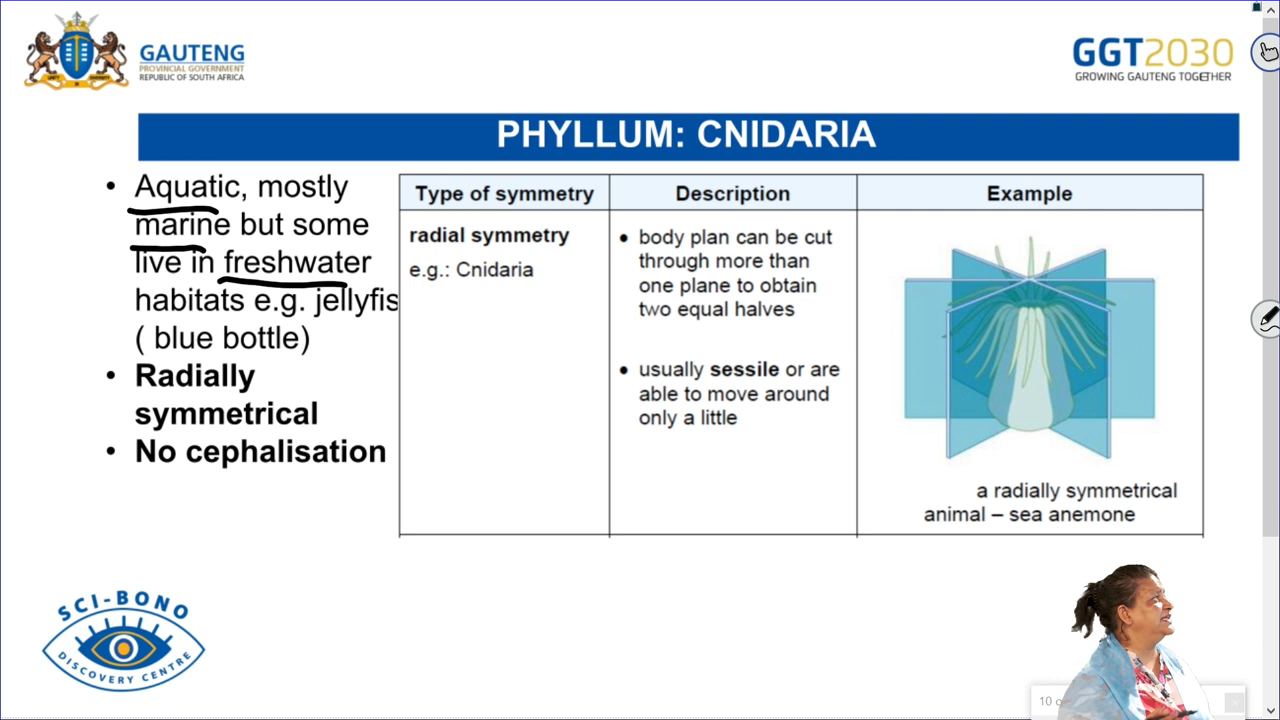 GAUTENG
PROVINCIAL GOVERNMENT
REPUBLIC OF SOUTH AFRICA
GGT2030
GROWING GAUTENG TOGETHER
PHYLLUM: CNIDARIA
• Aquatic, mostly
marine but some
live in freshwater
habitats e.g. jellyfis
( blue bottle)
• Radially
symmetrical
• No cephalisation
Type of symmetry
radial symmetry
e.g.: Cnidaria
Description
• body plan can be cut
through more than
one plane to obtain
two equal halves
• usually sessile or are
able to move around
only a little
Example
a radially symmetrical
animal – sea anemone
SCI-BONO
DISCOVERY CENTRE
10